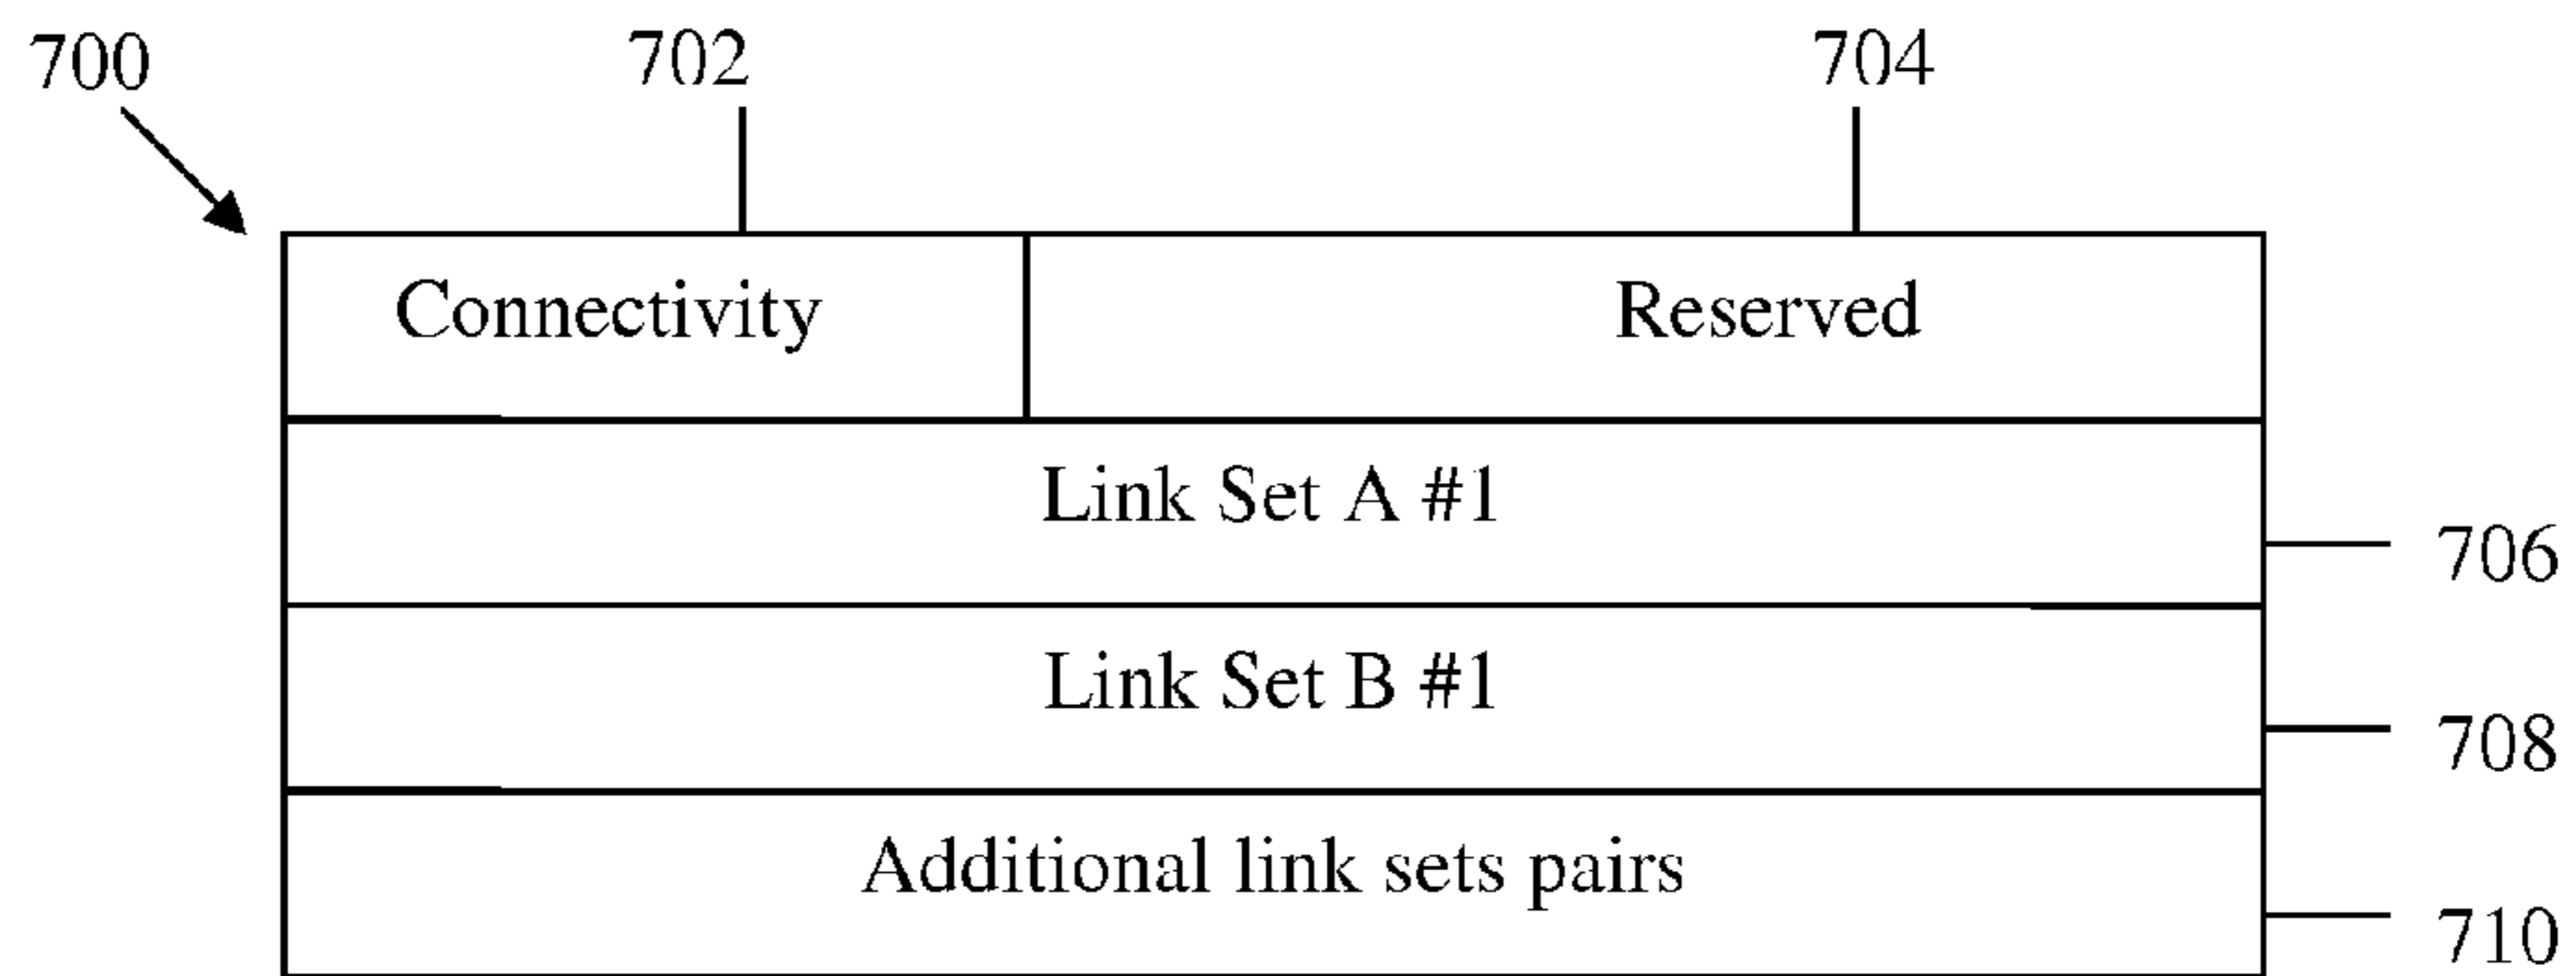 700 702 704
Connectivity Reserved
Link Set A #1
706
Link Set B #1
708
Additional link sets pairs
710